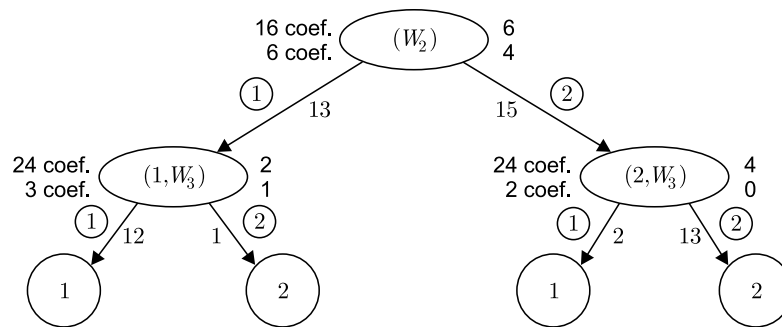 16 coef. (W₂) 6
6 coef. 4
1 13 15 2
24 coef. (1,W₃) 2 24 coef. (2,W₃) 4
3 coef. 1 2 coef. 0
1 12 1 2 1 2 13 2
1 2 1 2